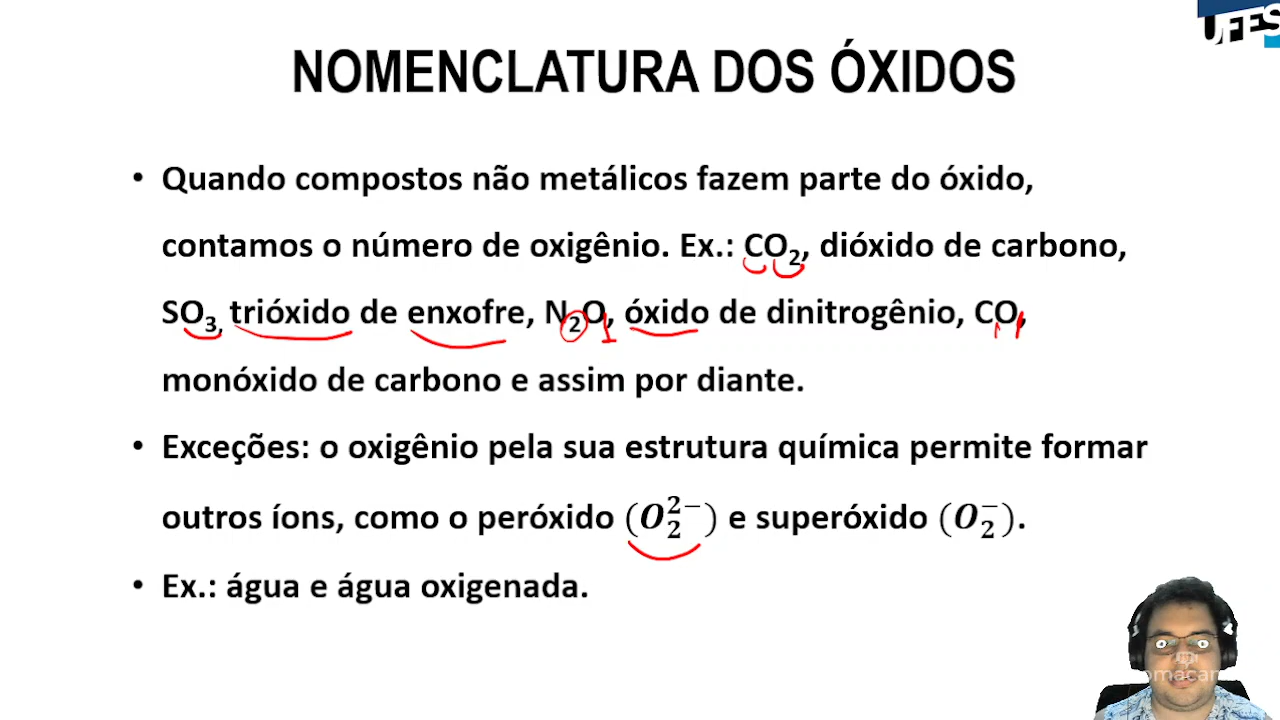 UFES
NOMENCLATURA DOS ÓXIDOS
• Quando compostos não metálicos fazem parte do óxido,
contamos o número de oxigênio. Ex.: CO₂, dióxido de carbono,
SO₃, trióxido de enxofre, N₂O, óxido de dinitrogênio, CO,
monóxido de carbono e assim por diante.
• Exceções: o oxigênio pela sua estrutura química permite formar
outros íons, como o peróxido (O₂²⁻) e superóxido (O₂⁻).
• Ex.: água e água oxigenada.